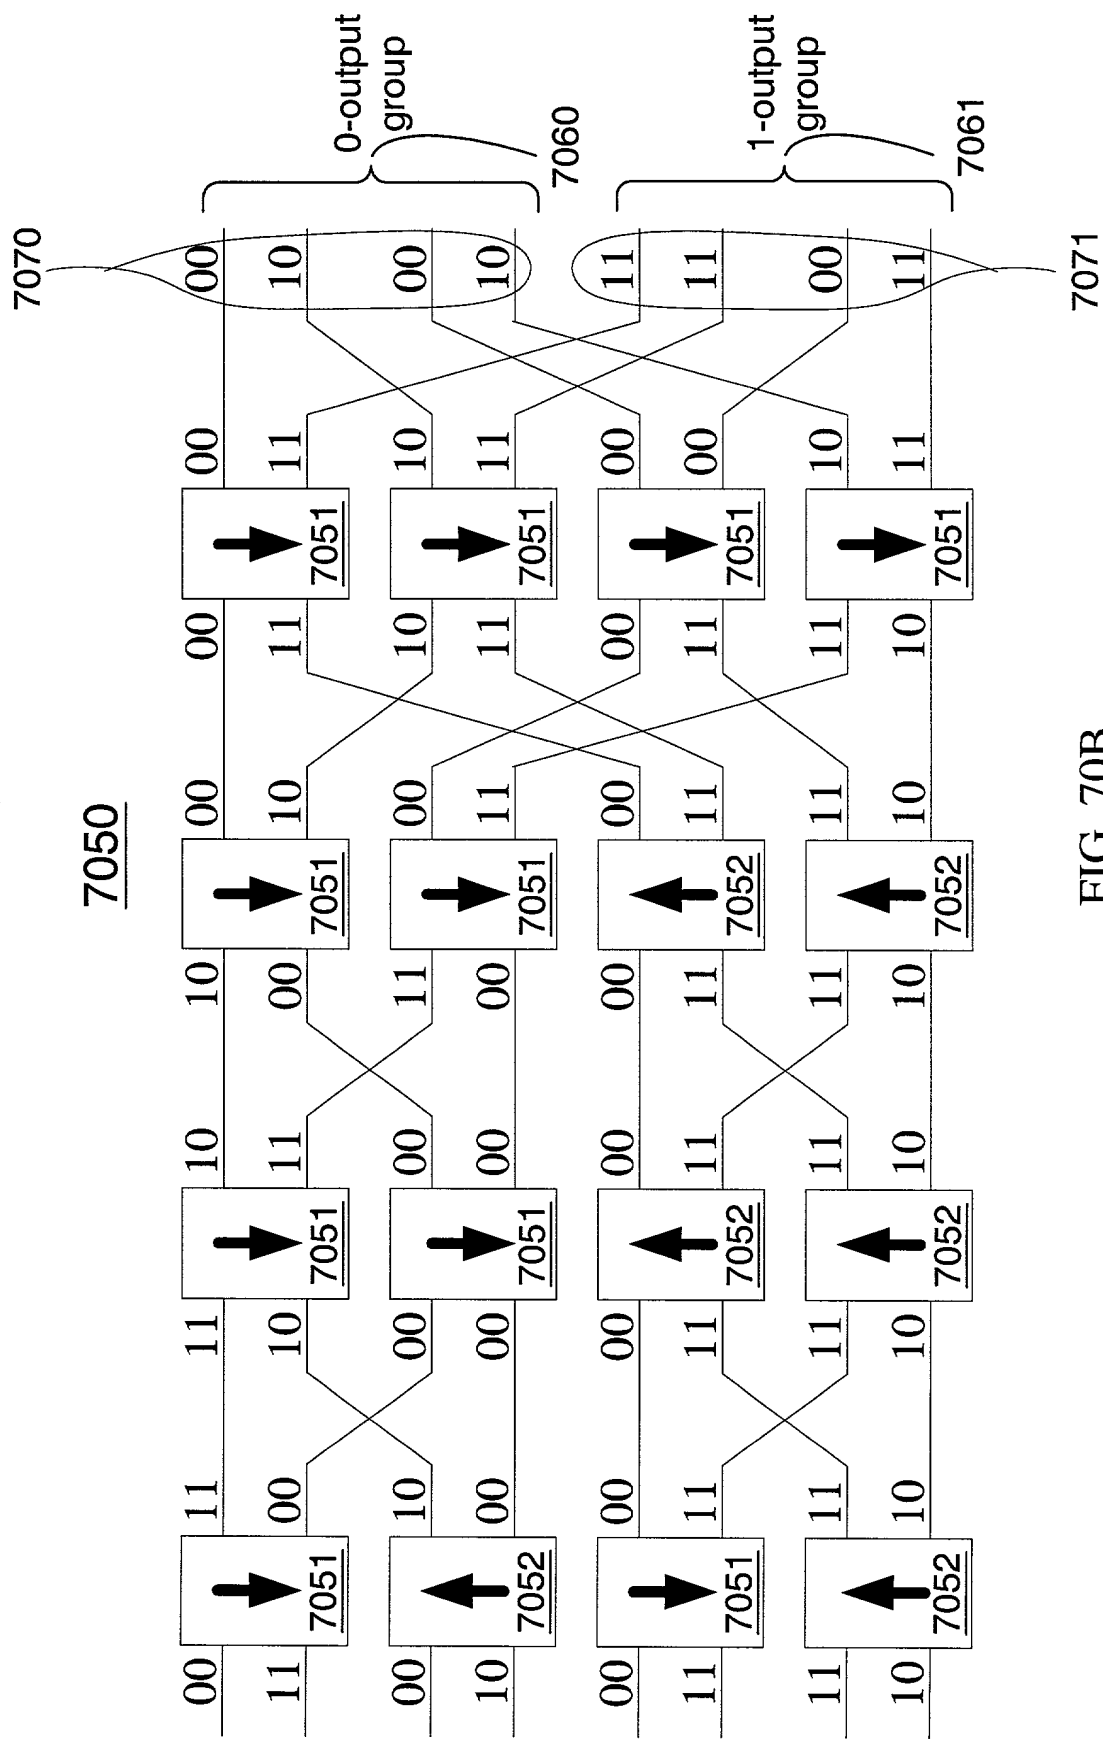 7070
7050
00 11 11 10 10 00 00 00 00
11 00 10 11 00 10 11 11 10
7051 7051 7051 7051
0-output
group
00 10 00 00 11 00 10 10 00
10 00 00 00 00 11 11 11 10
7052 7051 7051 7051
7060
00 00 00 00 00 00 00 00 11
11 11 11 11 11 11 11 00 11
7051 7052 7052 7051
1-output
group
11 11 11 11 11 11 11 10 00
10 10 10 10 10 10 10 11 11
7052 7052 7052 7051
7061
7071
FIG. 70B